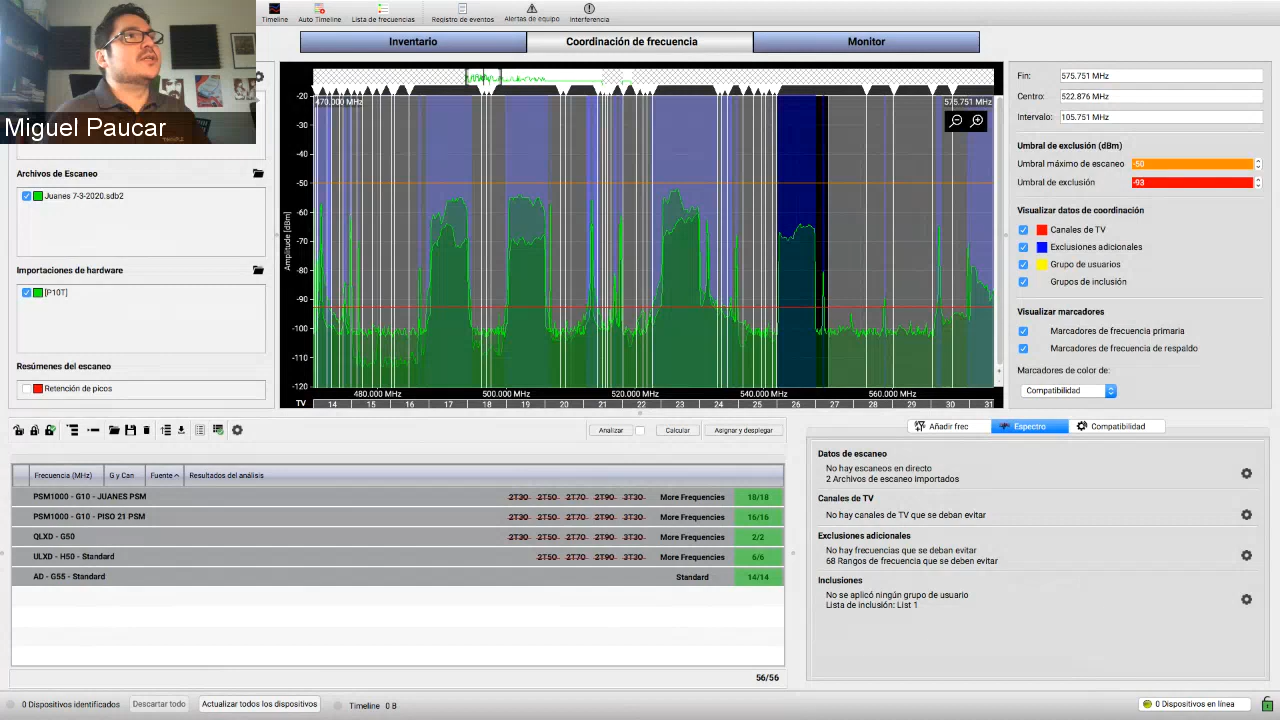 Timeline
Auto Timeline
Lista de frecuencias
Registro de eventos
Alertas de equipo
Interferencia
Inventario
Coordinación de frecuencia
Monitor
Miguel Paucar
Archivos de Escaneo
Juanes 7-3-2020.sdb2
Importaciones de hardware
[P10T]
Resúmenes del escaneo
Retención de picos
470.000 MHz
575.751 MHz
Amplitude [dBm]
-20
-30
-40
-50
-60
-70
-80
-90
-100
-110
-120
480.000 MHz
500.000 MHz
520.000 MHz
540.000 MHz
560.000 MHz
TV
14
15
16
17
18
19
20
21
22
23
24
25
26
27
28
29
30
31
Fin:
575.751 MHz
Centro:
522.876 MHz
Intervalo:
105.751 MHz
Umbral de exclusión (dBm)
Umbral máximo de escaneo
-50
Umbral de exclusión
-93
Visualizar datos de coordinación
Canales de TV
Exclusiones adicionales
Grupo de usuarios
Grupos de inclusión
Visualizar marcadores
Marcadores de frecuencia primaria
Marcadores de frecuencia de respaldo
Marcadores de color de:
Compatibilidad
Analizar
Calcular
Asignar y desplegar
Frecuencia (MHz)
G y Can
Fuente
Resultados del análisis
PSM1000 - G10 - JUANES PSM 2T30 2T50 2T70 2T90 3T30 More Frequencies 18/18
PSM1000 - G10 - PISO 21 PSM 2T30 2T50 2T70 2T90 3T30 More Frequencies 16/16
QLXD - G50 2T30 2T50 2T70 2T90 3T30 More Frequencies 2/2
ULXD - H50 - Standard 2T50 2T70 2T90 3T30 More Frequencies 6/6
AD - G55 - Standard Standard 14/14
56/56
Añadir frec
Espectro
Compatibilidad
Datos de escaneo
No hay escaneos en directo
2 Archivos de escaneo importados
Canales de TV
No hay canales de TV que se deban evitar
Exclusiones adicionales
No hay frecuencias que se deban evitar
68 Rangos de frecuencia que se deben evitar
Inclusiones
No se aplicó ningún grupo de usuario
Lista de inclusión: List 1
0 Dispositivos identificados
Descartar todo
Actualizar todos los dispositivos
Timeline 0 B
0 Dispositivos en línea